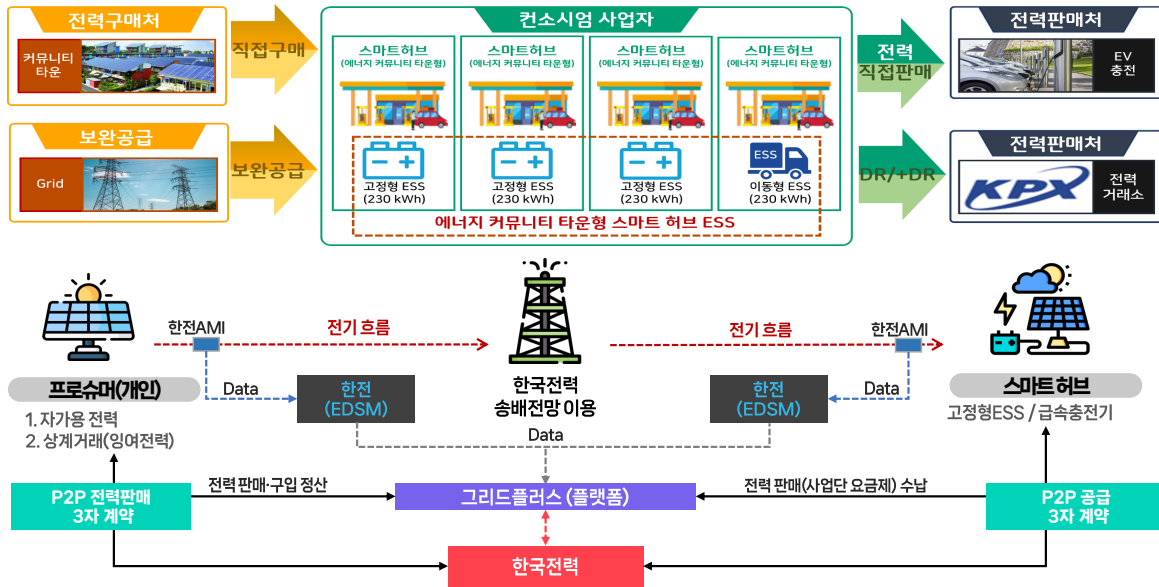 전력구매처
커뮤니티
타운
직접구매
보완공급
Grid
보완공급
컨소시엄 사업자
스마트허브
(에너지 커뮤니티 타운형)
스마트허브
(에너지 커뮤니티 타운형)
스마트허브
(에너지 커뮤니티 타운형)
스마트허브
(에너지 커뮤니티 타운형)
고정형 ESS
(230 kWh)
고정형 ESS
(230 kWh)
고정형 ESS
(230 kWh)
ESS
이동형 ESS
(230 kWh)
에너지 커뮤니티 타운형 스마트 허브 ESS
전력
직접판매
전력판매처
EV
충전
DR/+DR
전력판매처
KPX
전력
거래소
한전AMI
전기 흐름
전기 흐름
한전AMI
프로슈머(개인)
1. 자가용 전력
2. 상계거래(잉여전력)
Data
한전
(EDSM)
한국전력
송배전망 이용
한전
(EDSM)
Data
스마트 허브
고정형ESS / 급속충전기
Data
P2P 전력판매
3자 계약
전력 판매·구입 정산
그리드플러스 (플랫폼)
전력 판매(사업단 요금제) 수납
P2P 공급
3자 계약
한국전력